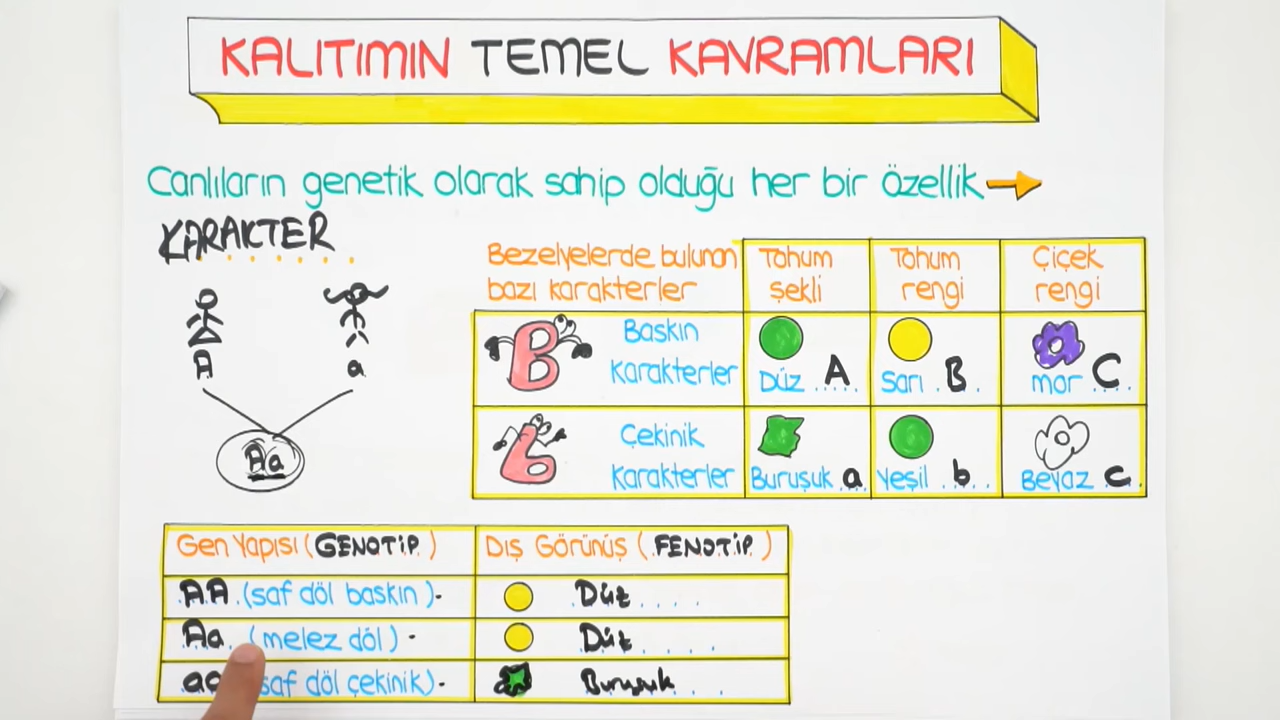 KALITIMIN TEMEL KAVRAMLARI
Canlıların genetik olarak sahip olduğu her bir özellik
KARAKTER
A a
Aa
Bezelyelerde bulunan bazı karakterler
Tohum şekli
Tohum rengi
Çiçek rengi
B
Baskın Karakterler
Düz A
Sarı B
mor C
b
Çekinik Karakterler
Buruşuk a
Yeşil b
Beyaz c
Gen Yapısı (GENOTİP)
Dış Görünüş (FENOTİP)
AA (saf döl baskın)-
Düz
Aa (melez döl)-
Düz
saf döl çekinik)-
Buruşuk